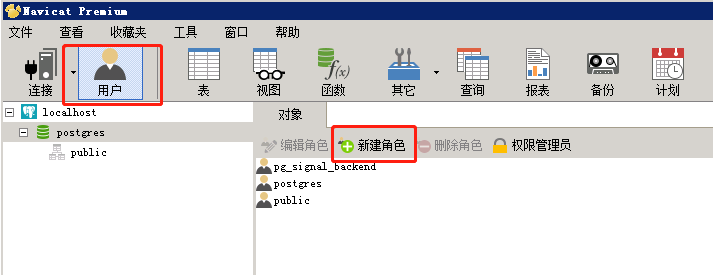 Navicat Premium
文件 查看 收藏夹 工具 窗口 帮助
连接 用户 表 视图 f(x) 函数 其它 查询 报表 备份 计划
localhost
postgres
public
对象
编辑角色 新建角色 删除角色 权限管理员
pg_signal_backend
postgres
public